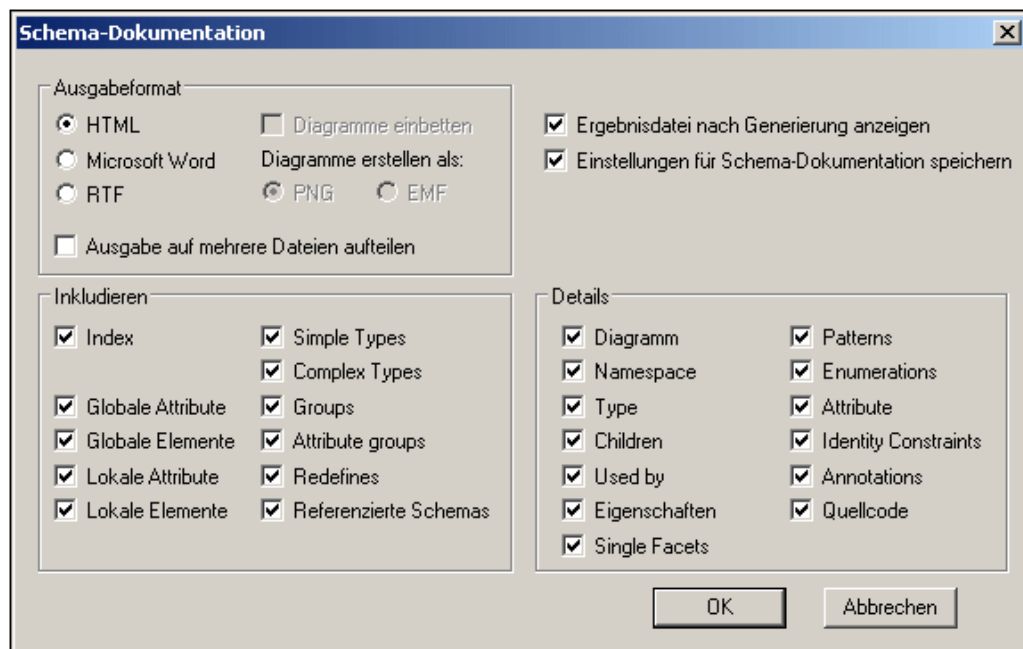 Schema-Dokumentation
Ausgabeformat
HTML
Diagramme einbetten
Microsoft Word
Diagramme erstellen als:
RTF
PNG
EMF
Ausgabe auf mehrere Dateien aufteilen
Ergebnisdatei nach Generierung anzeigen
Einstellungen für Schema-Dokumentation speichern
Inkludieren
Index
Simple Types
Complex Types
Globale Attribute
Groups
Globale Elemente
Attribute groups
Lokale Attribute
Redefines
Lokale Elemente
Referenzierte Schemas
Details
Diagramm
Patterns
Namespace
Enumerations
Type
Attribute
Children
Identity Constraints
Used by
Annotations
Eigenschaften
Quellcode
Single Facets
OK
Abbrechen